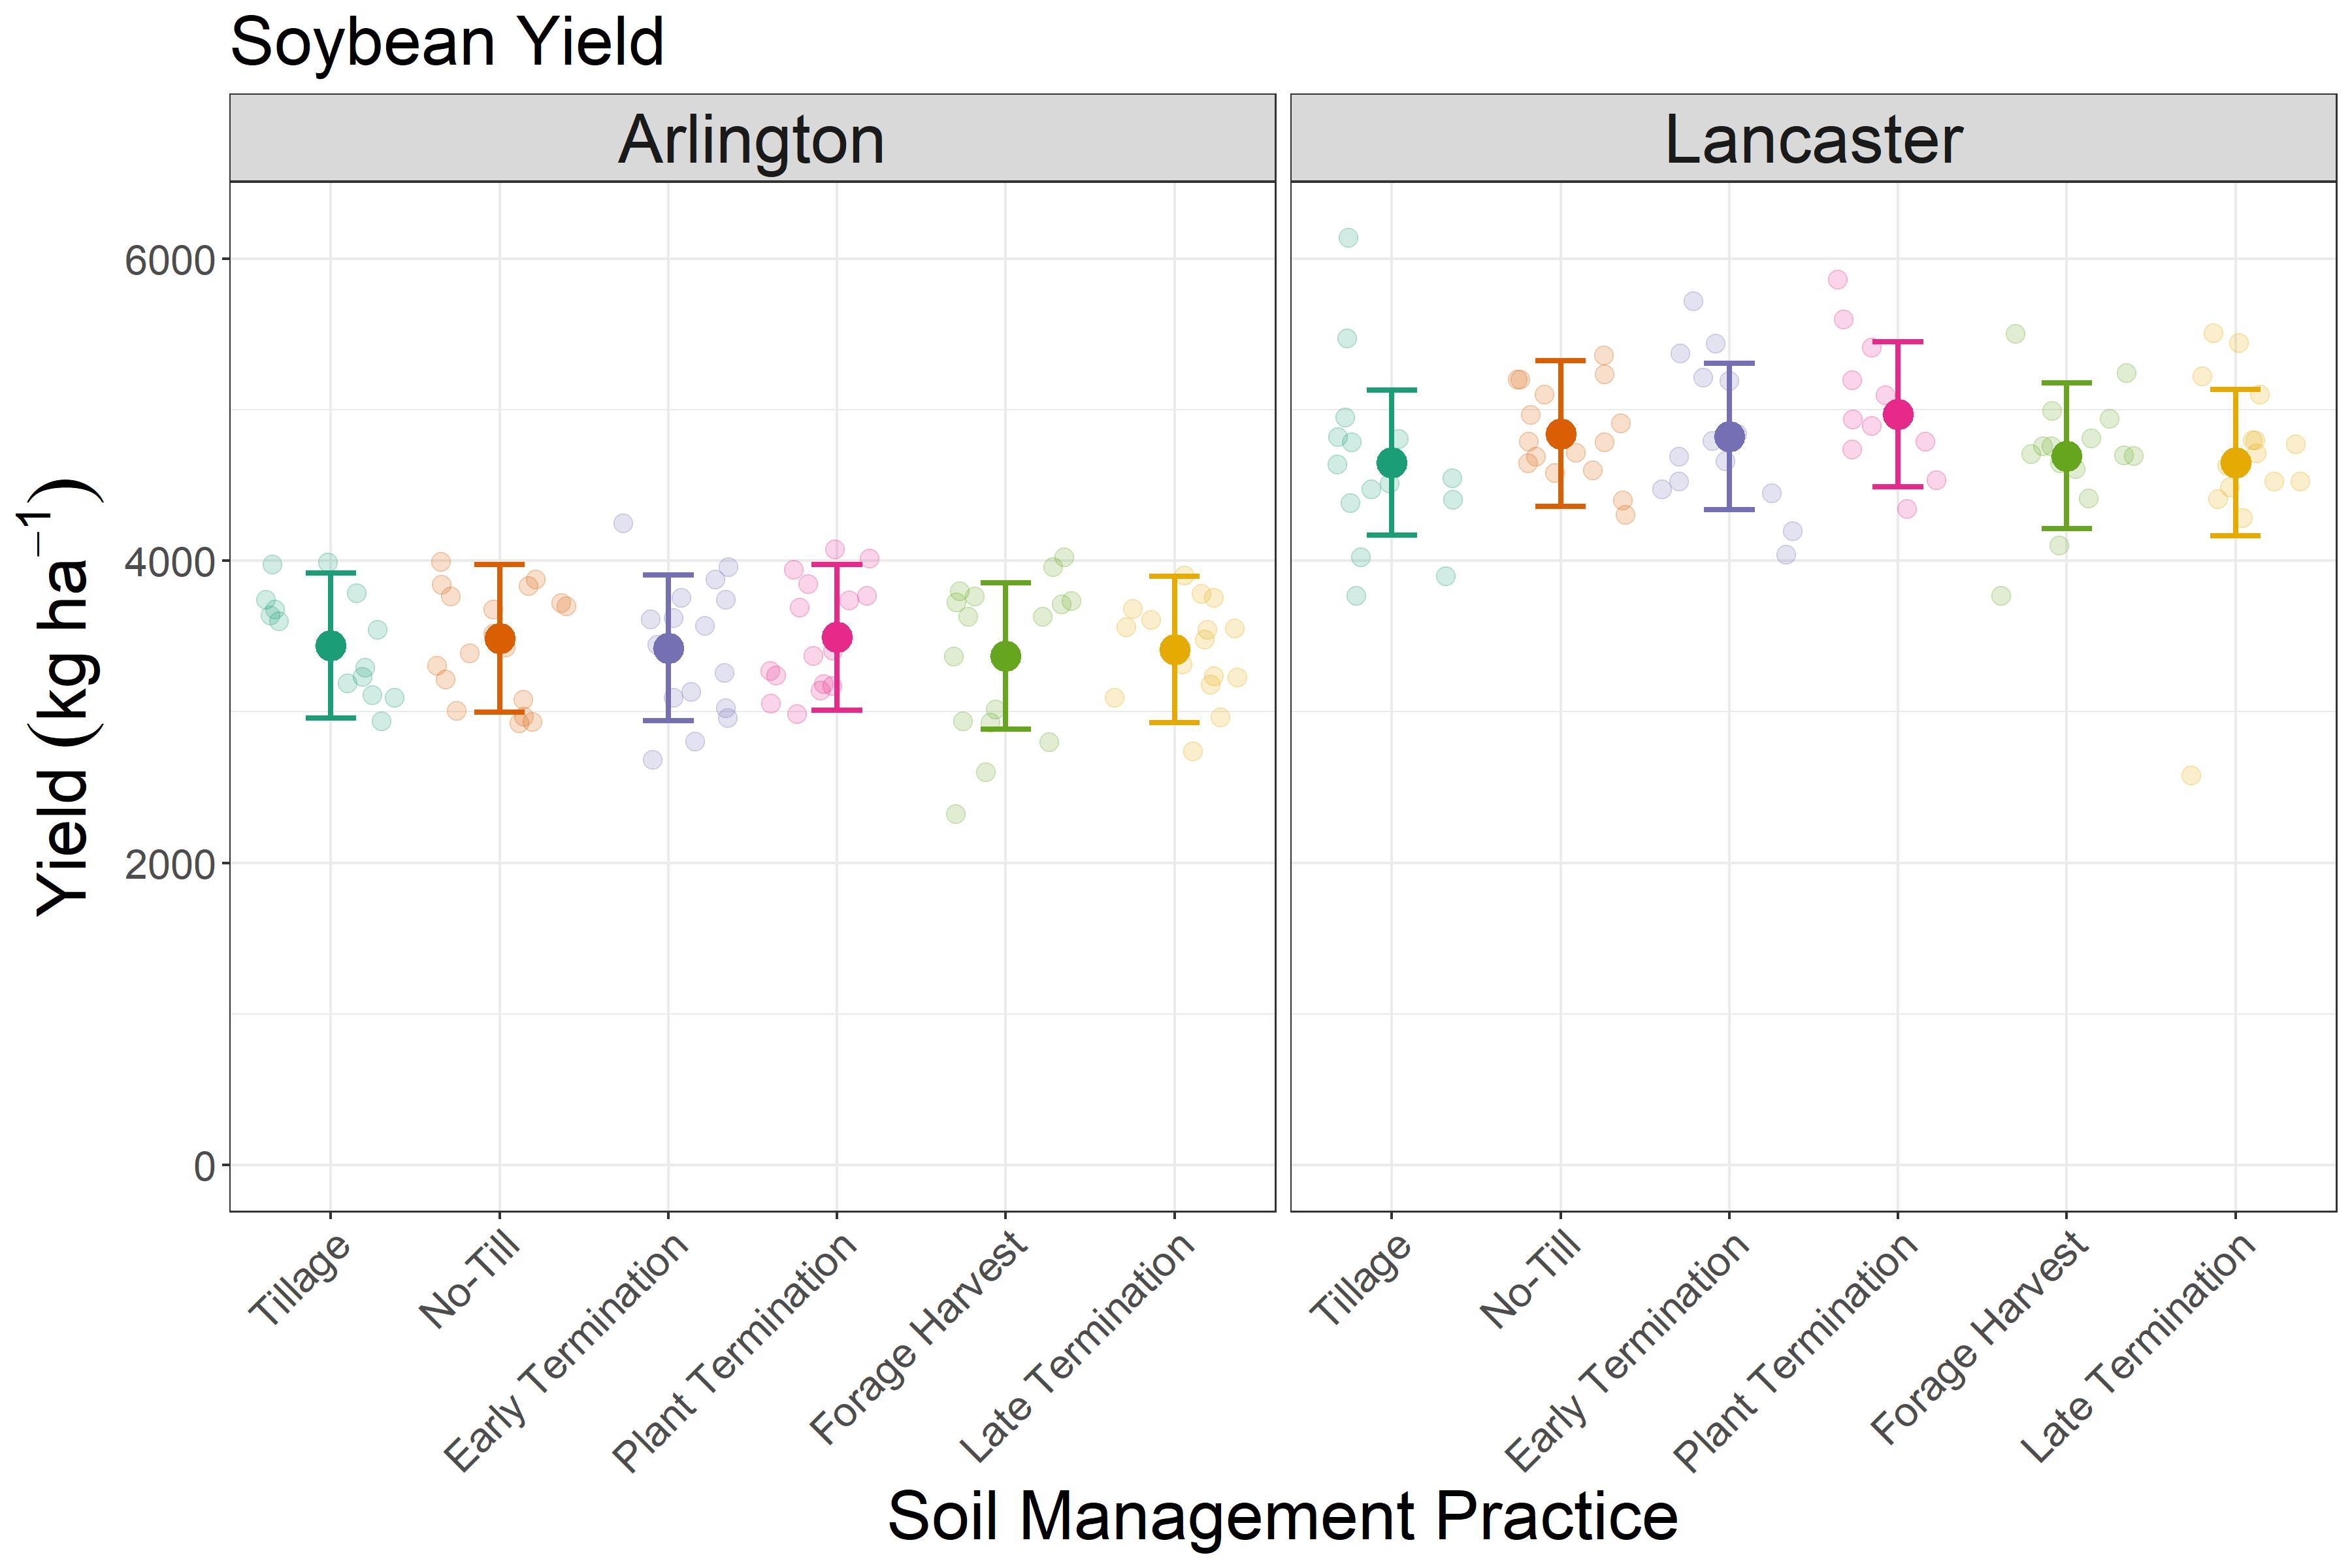 Soybean Yield
Arlington
Lancaster
Yield (kg ha⁻¹)
6000
4000
2000
0
Tillage
No-Till
Early Termination
Plant Termination
Forage Harvest
Late Termination
Tillage
No-Till
Early Termination
Plant Termination
Forage Harvest
Late Termination
Soil Management Practice